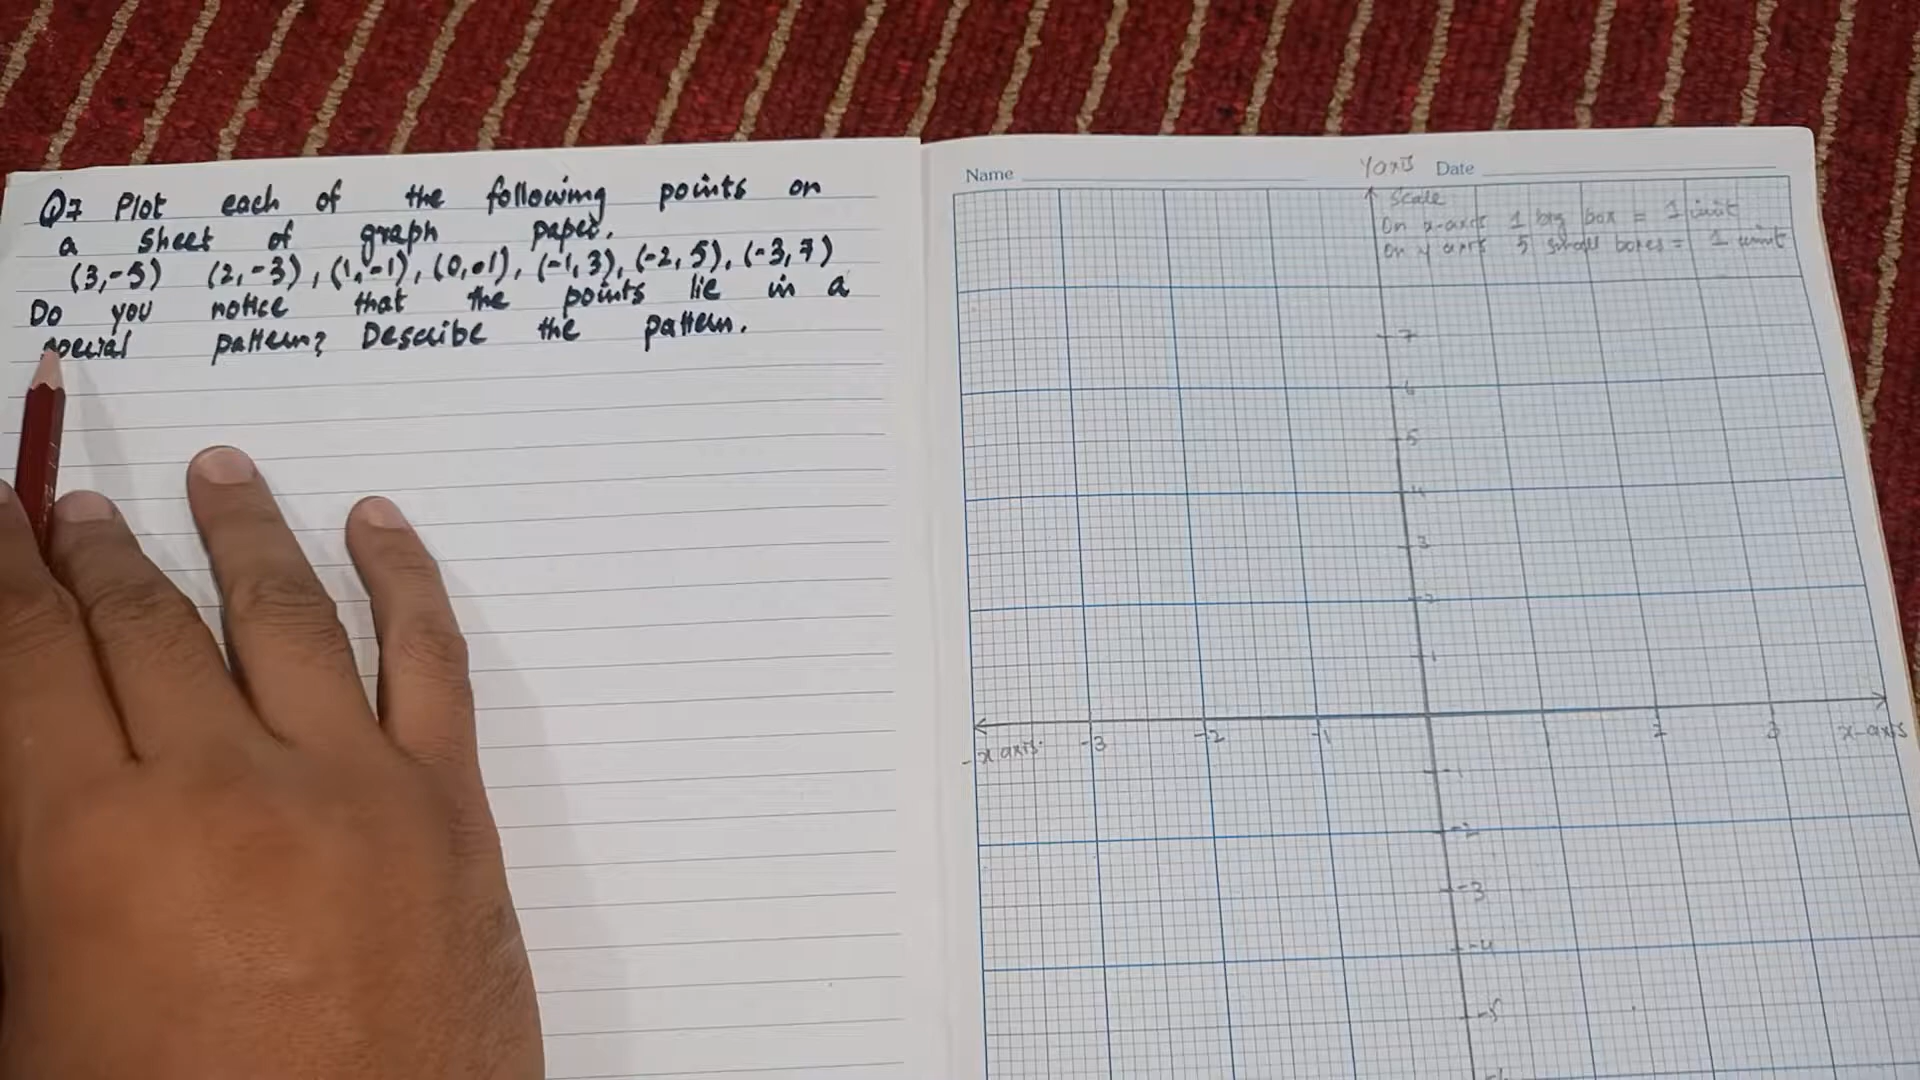 Q7 Plot each of the following points on
a sheet of graph paper.
(3,-5) (2,-3), (1,-1), (0,1), (-1,3), (-2,5), (-3,7)
Do you notice that the points lie in a
special pattern? Describe the pattern.
Name
Y axis
Date
Scale
On x-axis 1 big box = 1 unit
on y axis 5 small boxes = 1 unit
7
6
5
4
3
2
1
-x axis
-3
-2
-1
2
3
x-axis
-1
-2
-3
-4
-5